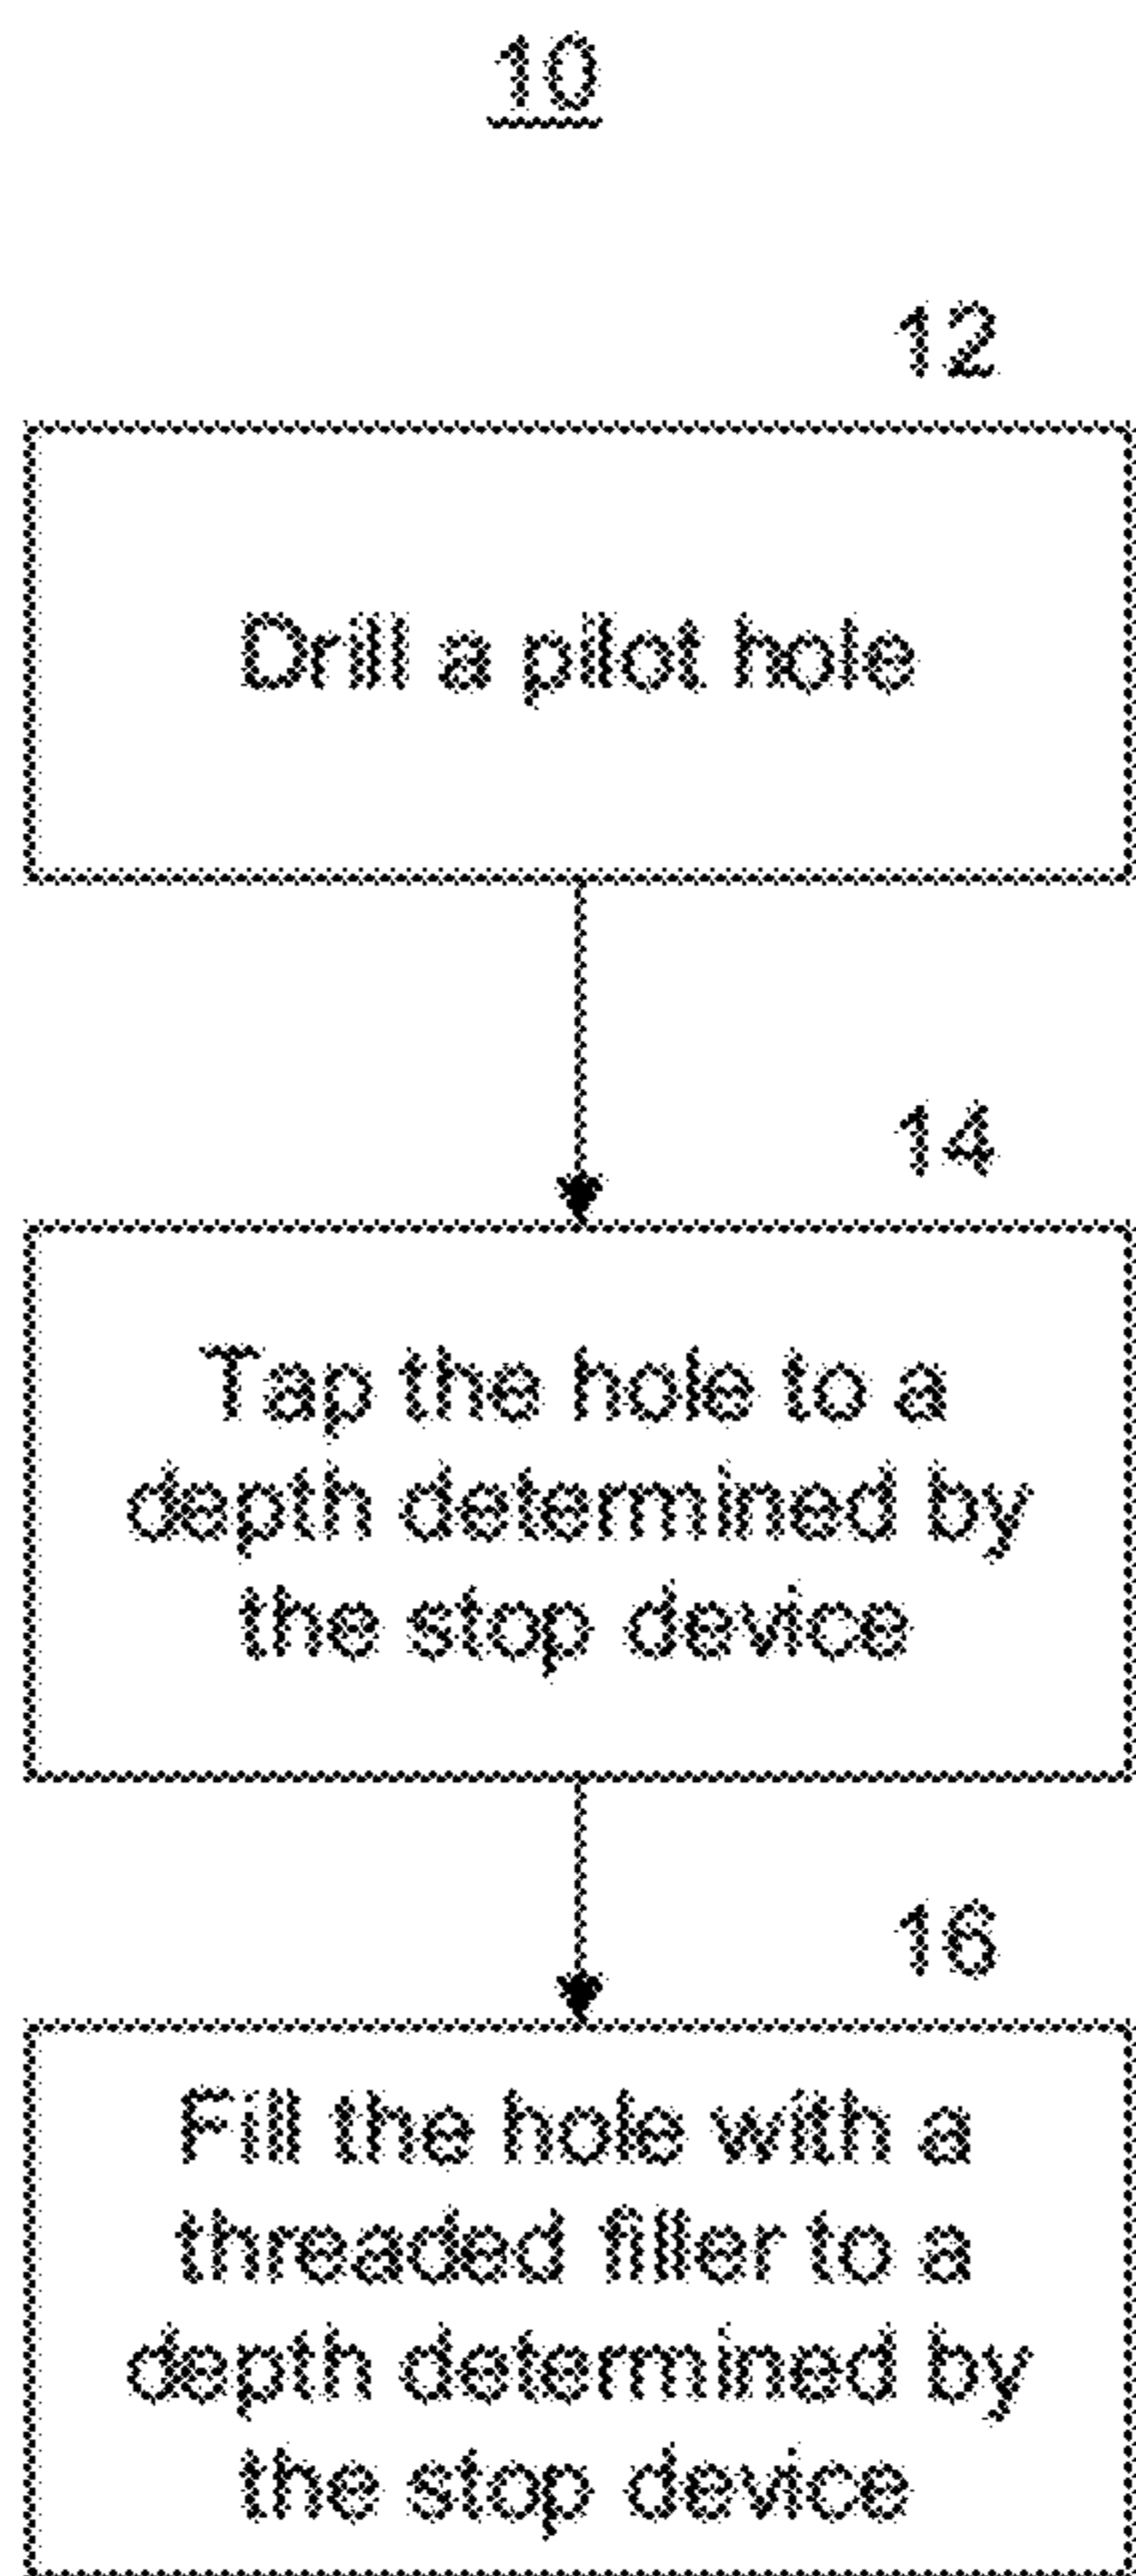 10
12
Drill a pilot hole
14
Tap the hole to a
depth determined by
the stop device
16
Fill the hole with a
threaded filler to a
depth determined by
the stop device